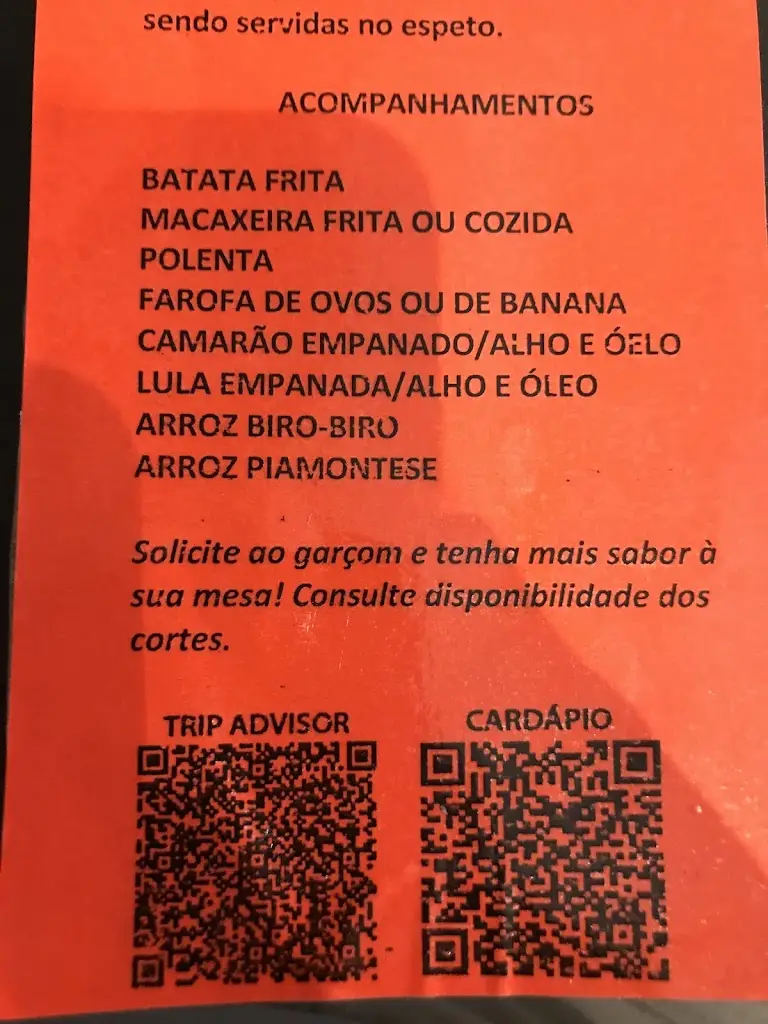 sendo servidas no espeto.
ACOMPANHAMENTOS
BATATA FRITA
MACAXEIRA FRITA OU COZIDA
POLENTA
FAROFA DE OVOS OU DE BANANA
CAMARÃO EMPANADO/ALHO E ÓELO
LULA EMPANADA/ALHO E ÓLEO
ARROZ BIRO-BIRO
ARROZ PIAMONTESE
Solicite ao garçom e tenha mais sabor à
sua mesa! Consulte disponibilidade dos
cortes.
TRIP ADVISOR
CARDÁPIO